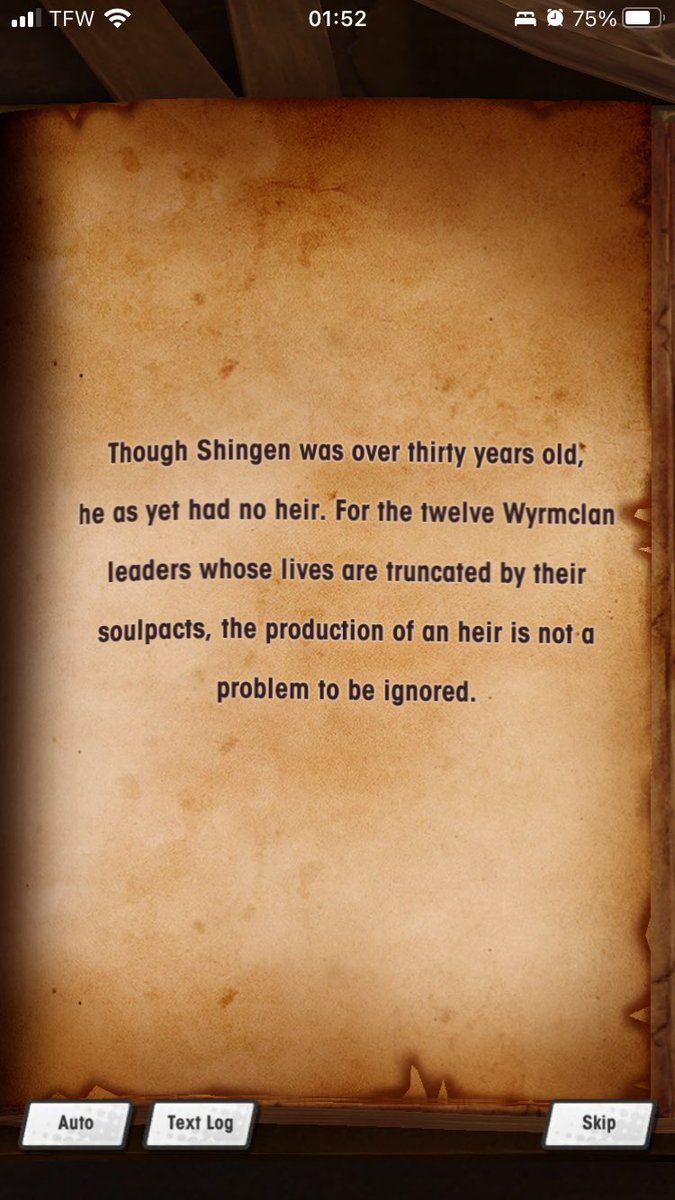 TFW 01:52 75%
Though Shingen was over thirty years old,
he as yet had no heir. For the twelve Wyrmclan
leaders whose lives are truncated by their
soulpacts, the production of an heir is not a
problem to be ignored.
Auto Text Log Skip